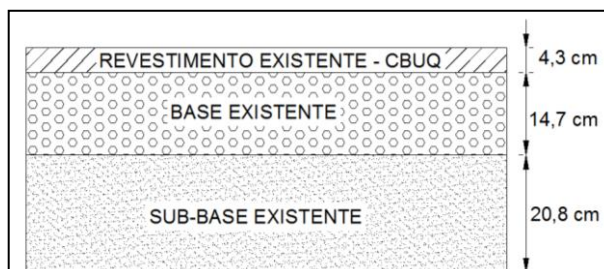 REVESTIMENTO EXISTENTE - CBUQ
4,3 cm
BASE EXISTENTE
14,7 cm
SUB-BASE EXISTENTE
20,8 cm